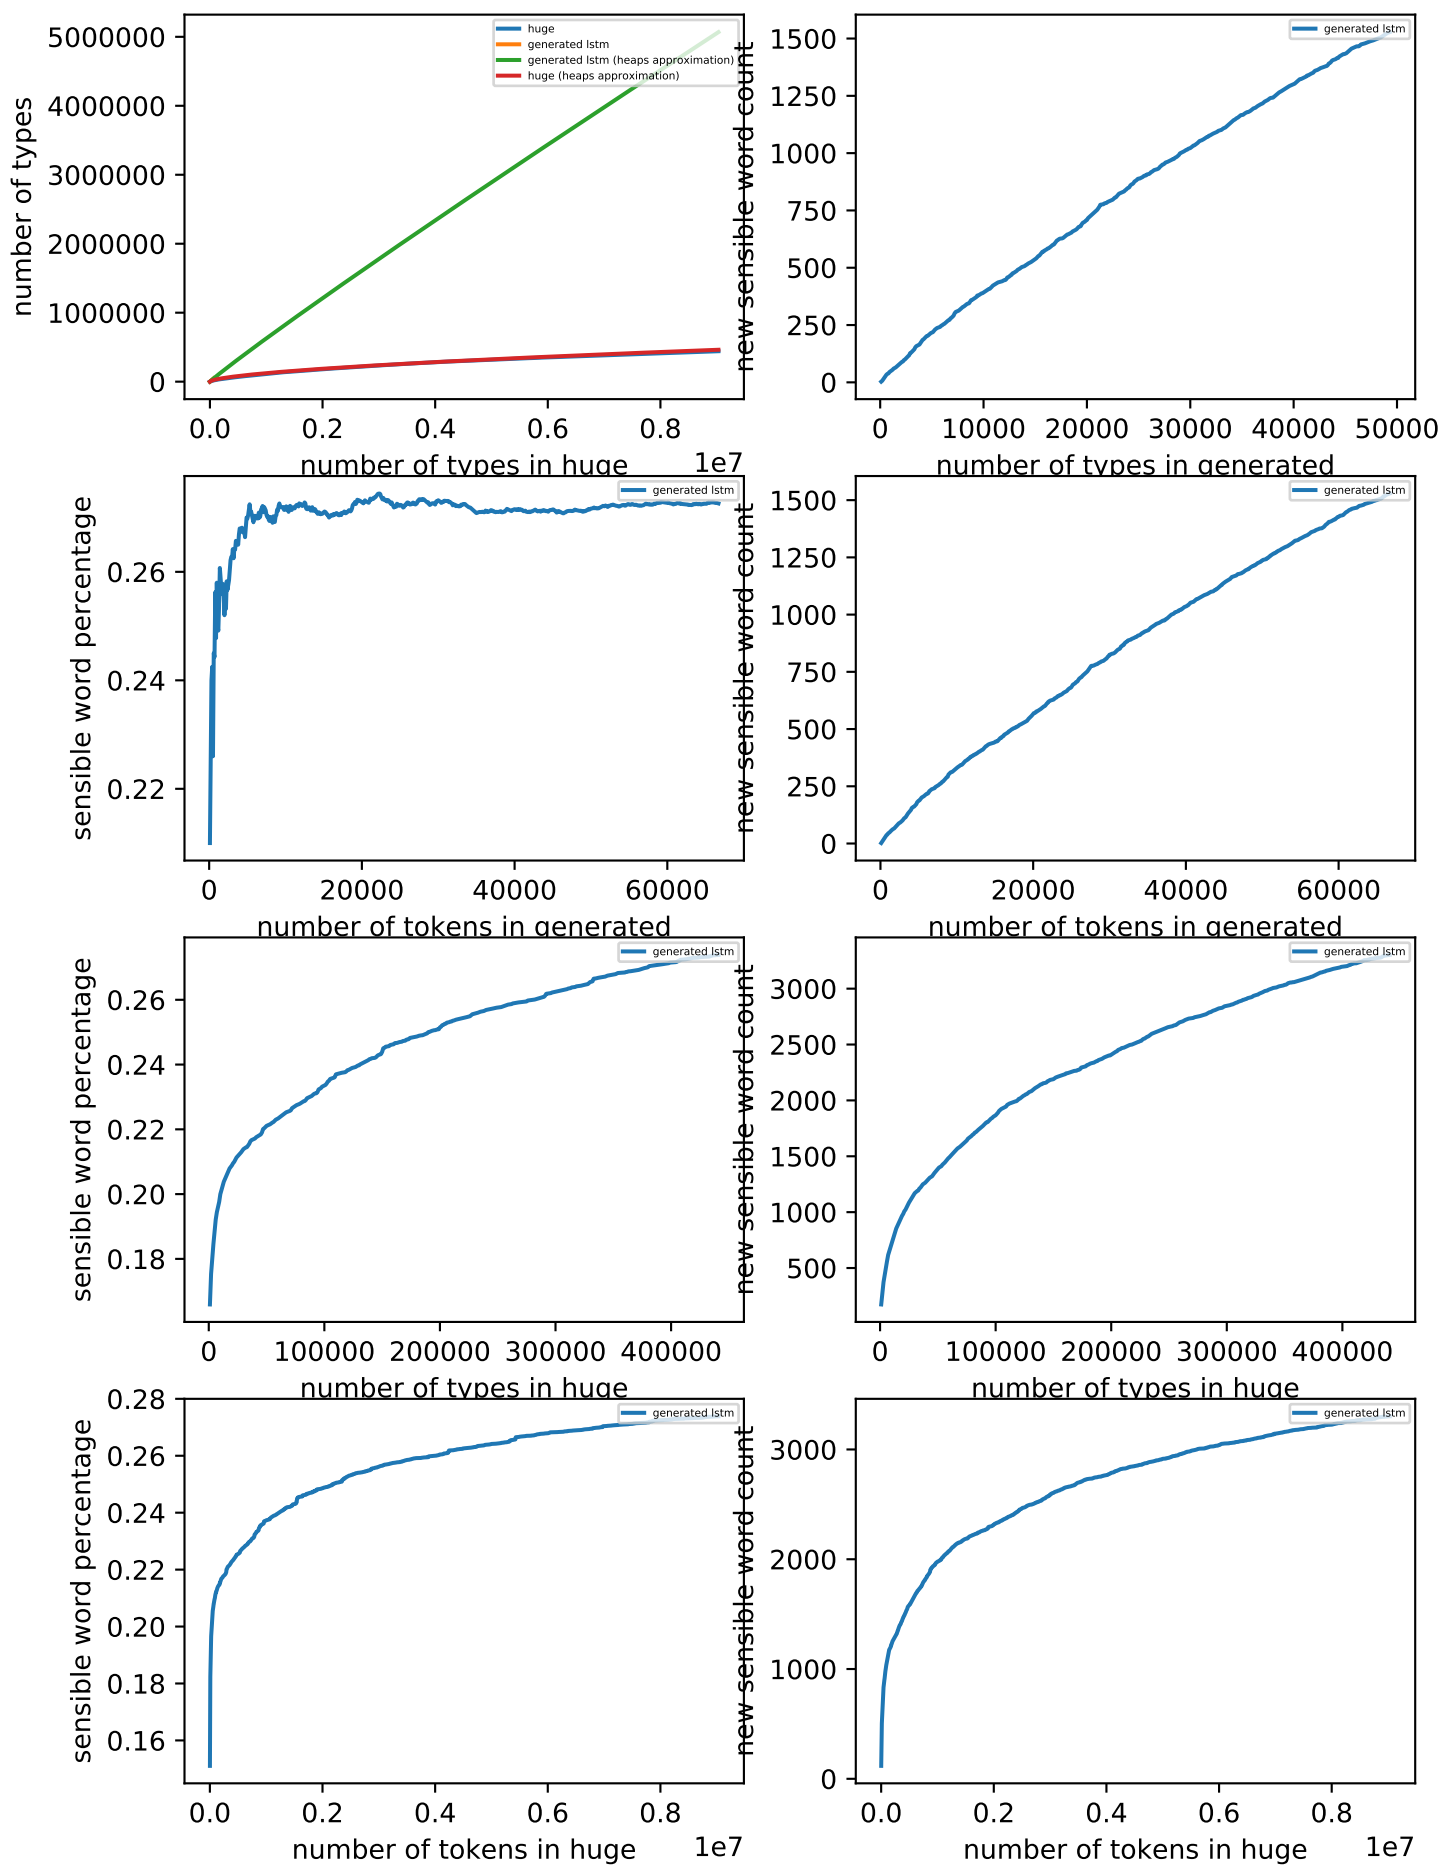 5000000
4000000
3000000
2000000
1000000
0
number of types
huge
generated lstm
generated lstm (heaps approximation)
huge (heaps approximation)
0.0 0.2 0.4 0.6 0.8
1e7
number of types in huge
1500
1250
1000
750
500
250
0
new sensible word count
generated lstm
0 10000 20000 30000 40000 50000
number of types in generated
0.26
0.24
0.22
sensible word percentage
generated lstm
0 20000 40000 60000
number of tokens in generated
1500
1250
1000
750
500
250
0
new sensible word count
generated lstm
0 20000 40000 60000
number of tokens in generated
0.26
0.24
0.22
0.20
0.18
sensible word percentage
generated lstm
0 100000 200000 300000 400000
number of types in huge
3000
2500
2000
1500
1000
500
new sensible word count
generated lstm
0 100000 200000 300000 400000
number of types in huge
0.28
0.26
0.24
0.22
0.20
0.18
0.16
sensible word percentage
generated lstm
0.0 0.2 0.4 0.6 0.8
1e7
number of tokens in huge
3000
2000
1000
0
new sensible word count
generated lstm
0.0 0.2 0.4 0.6 0.8
1e7
number of tokens in huge